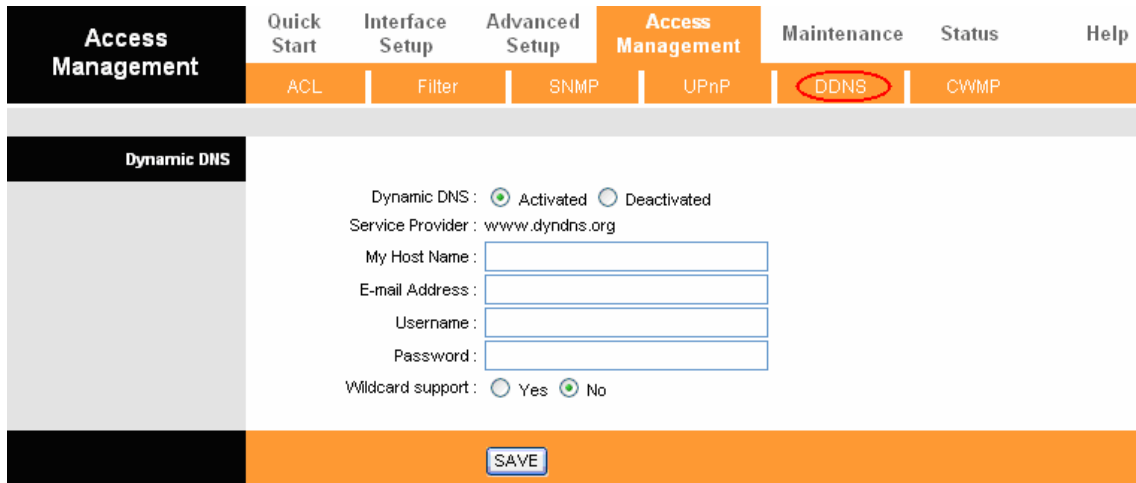 Access Management
Quick Start
Interface Setup
Advanced Setup
Access Management
Maintenance
Status
Help
ACL
Filter
SNMP
UPnP
DDNS
CWMP
Dynamic DNS
Dynamic DNS : Activated Deactivated
Service Provider : www.dyndns.org
My Host Name :
E-mail Address :
Username :
Password :
Wildcard support : Yes No
SAVE